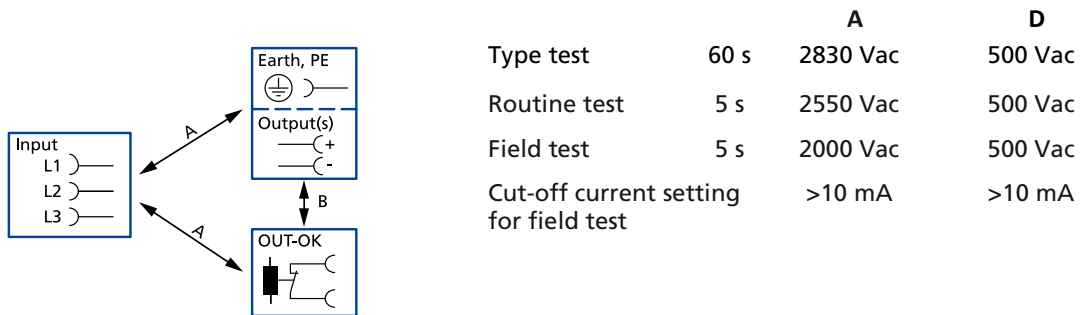 Input
L1
L2
L3
A
A
Earth, PE
Output(s)
+
-
B
OUT-OK
A D
Type test 60 s 2830 Vac 500 Vac
Routine test 5 s 2550 Vac 500 Vac
Field test 5 s 2000 Vac 500 Vac
Cut-off current setting >10 mA >10 mA
for field test